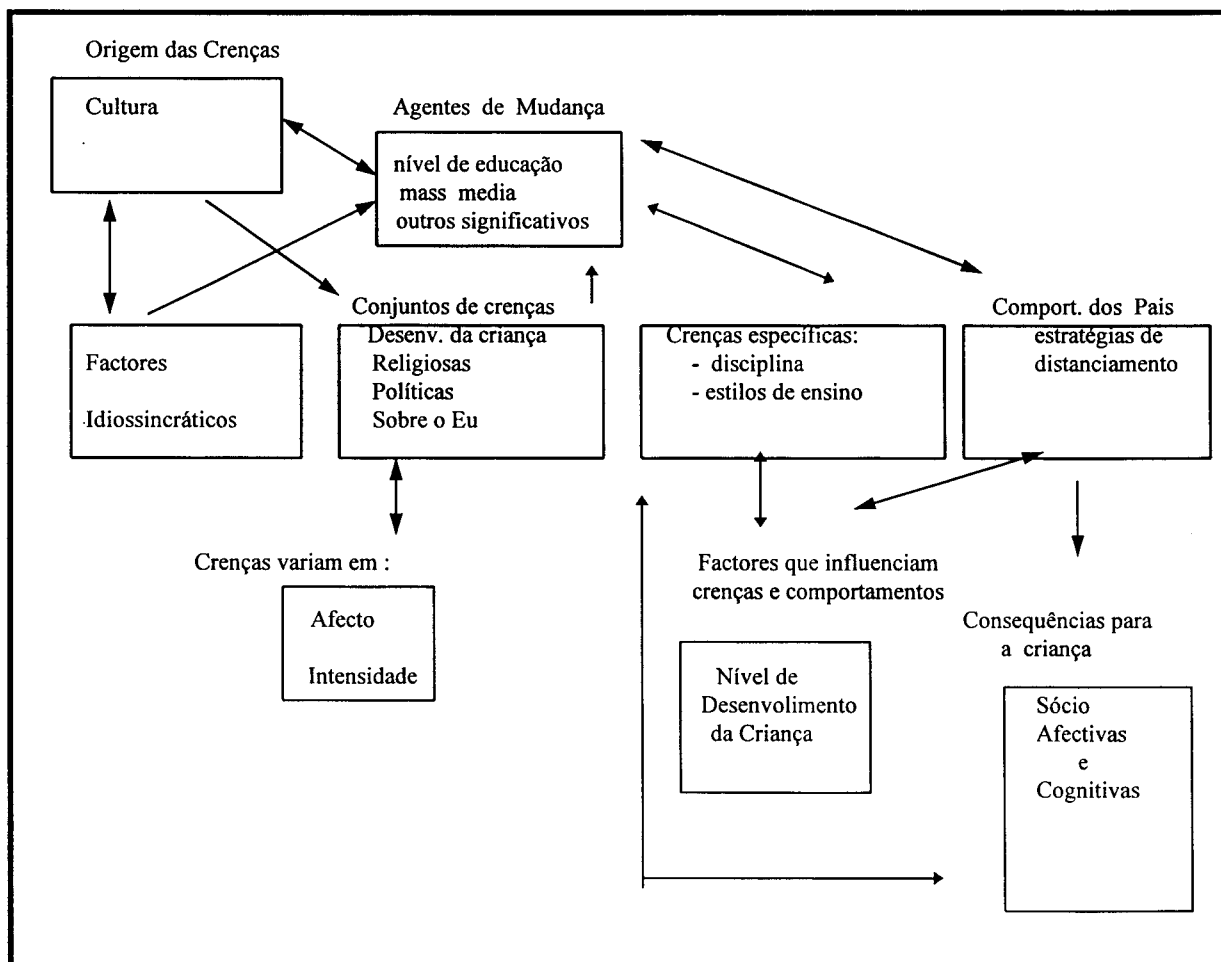 Origem das Crenças
Cultura
Agentes de Mudança
nível de educação
mass media
outros significativos
Factores
Idiossincráticos
Conjuntos de crenças
Desenv. da criança
Religiosas
Políticas
Sobre o Eu
Crenças específicas:
- disciplina
- estilos de ensino
Comport. dos Pais
estratégias de
distanciamento
Crenças variam em :
Afecto
Intensidade
Factores que influenciam
crenças e comportamentos
Nível de
Desenvolimento
da Criança
Consequências para
a criança
Sócio
Afectivas
e
Cognitivas